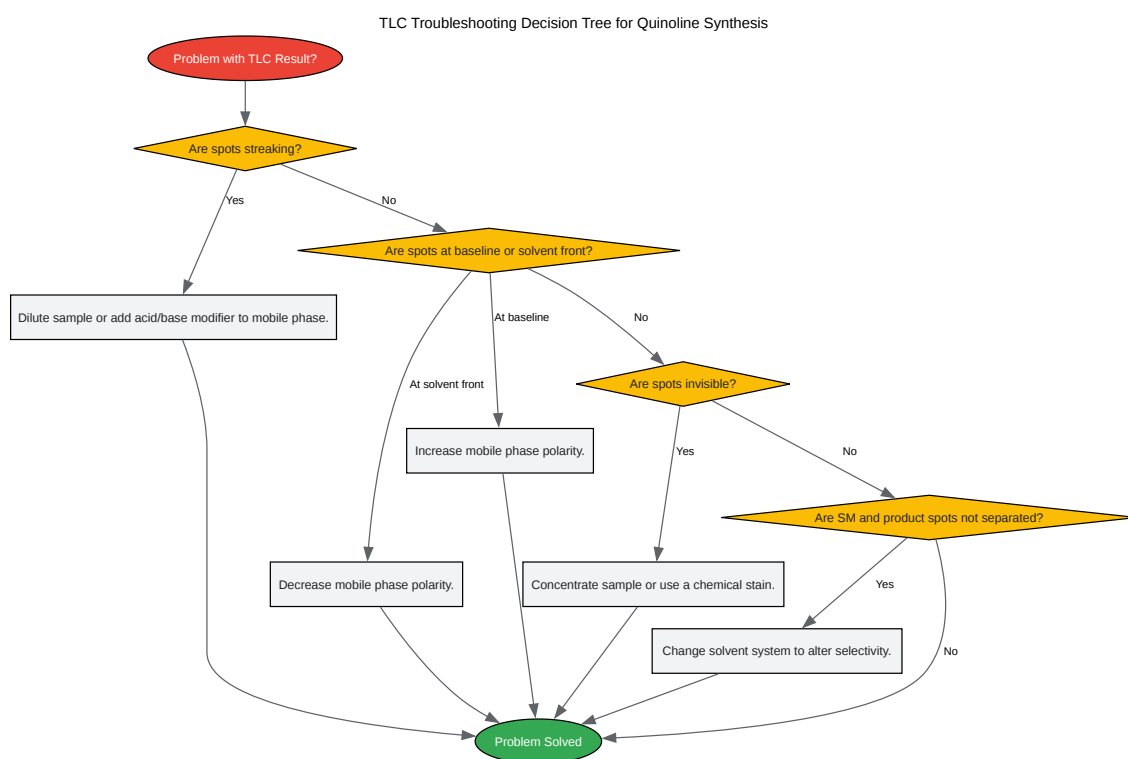 TLC Troubleshooting Decision Tree for Quinoline Synthesis
Problem with TLC Result?
Are spots streaking?
Yes
No
Are spots at baseline or solvent front?
Dilute sample or add acid/base modifier to mobile phase.
At baseline
No
At solvent front
Are spots invisible?
Increase mobile phase polarity.
Yes
No
Are SM and product spots not separated?
Decrease mobile phase polarity.
Concentrate sample or use a chemical stain.
Yes
Change solvent system to alter selectivity.
No
Problem Solved